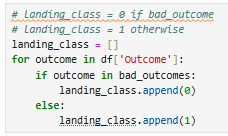 # landing_class = 0 if bad_outcome
# landing_class = 1 otherwise
landing_class = []
for outcome in df['Outcome']:
    if outcome in bad_outcomes:
        landing_class.append(0)
    else:
        landing_class.append(1)